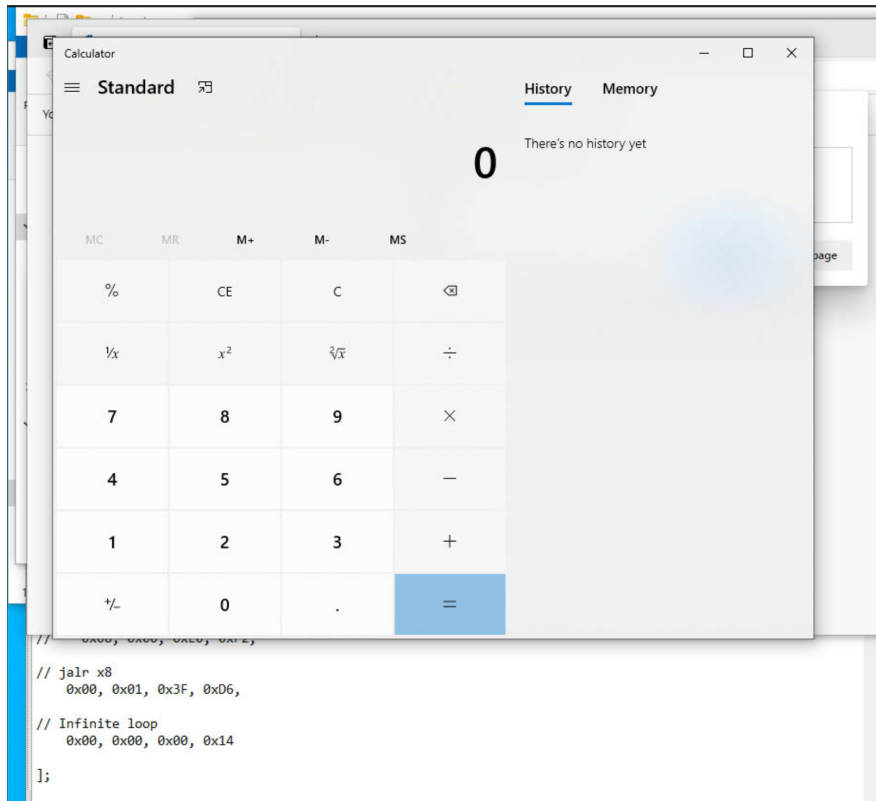 Calculator
Standard
History Memory
There's no history yet
0
MC MR M+ M- MS
% CE C
¹/x x² ²√x ÷
7 8 9 ×
4 5 6 −
1 2 3 +
+/− 0 . =
page
// jalr x8
0x00, 0x01, 0x3F, 0xD6,
// Infinite loop
0x00, 0x00, 0x00, 0x14
];